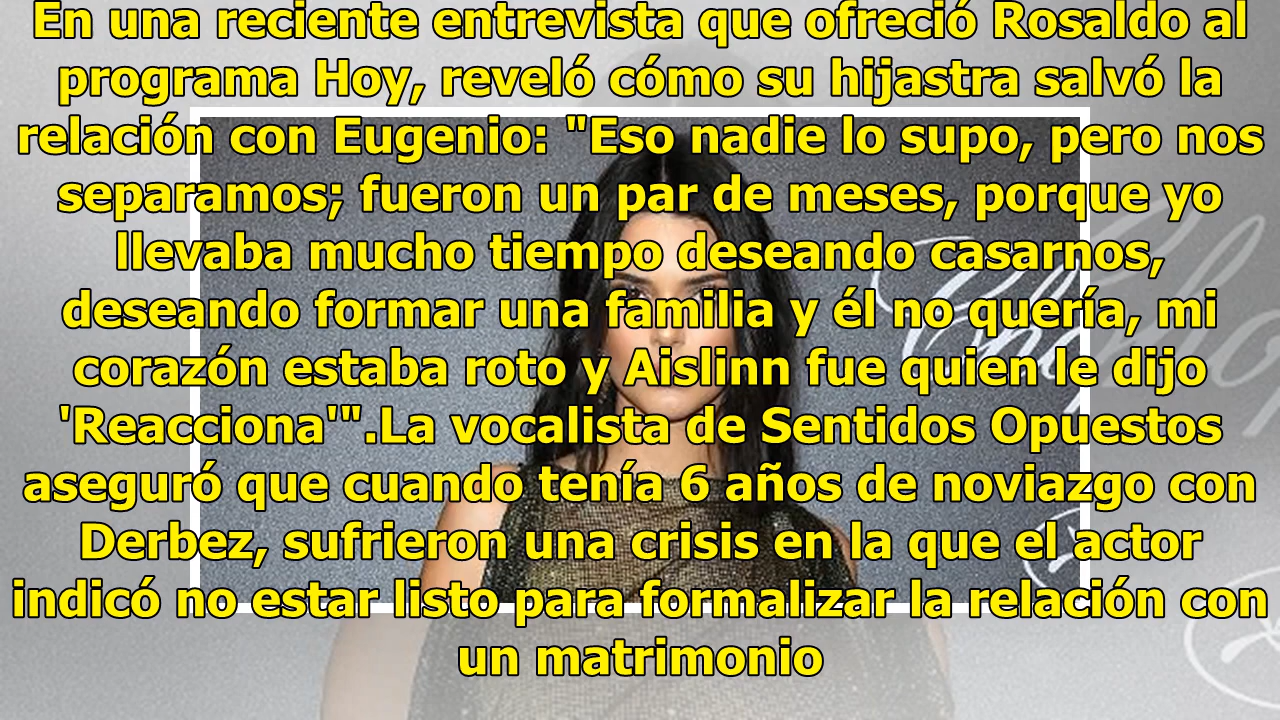 En una reciente entrevista que ofreció Rosaldo al
programa Hoy, reveló cómo su hijastra salvó la
relación con Eugenio: "Eso nadie lo supo, pero nos
separamos; fueron un par de meses, porque yo
llevaba mucho tiempo deseando casarnos,
deseando formar una familia y él no quería, mi
corazón estaba roto y Aislinn fue quien le dijo
'Reacciona'".La vocalista de Sentidos Opuestos
aseguró que cuando tenía 6 años de noviazgo con
Derbez, sufrieron una crisis en la que el actor
indicó no estar listo para formalizar la relación con
un matrimonio